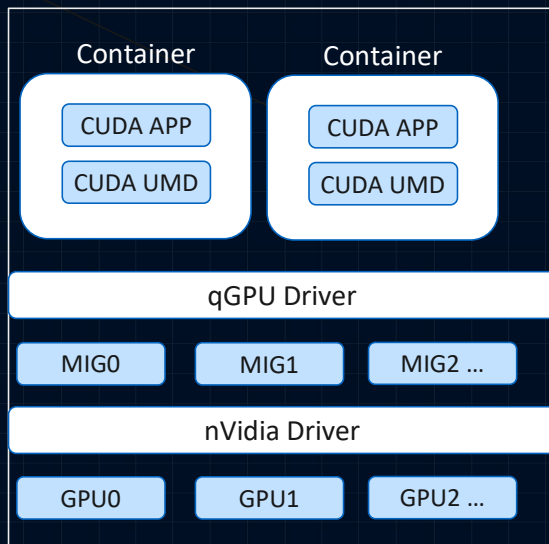 Container
Container
CUDA APP
CUDA APP
CUDA UMD
CUDA UMD
qGPU Driver
MIG0
MIG1
MIG2 ...
nVidia Driver
GPU0
GPU1
GPU2 ...